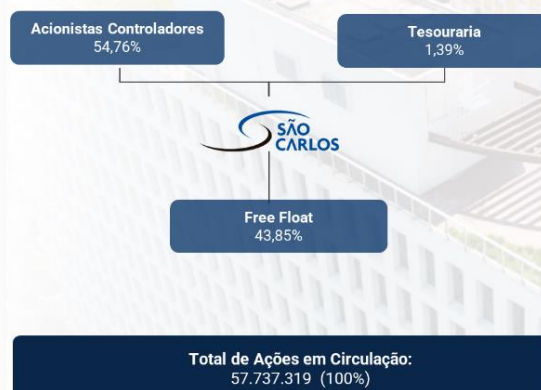 Acionistas Controladores
54,76%
Tesouraria
1,39%
SÃO
CARLOS
Free Float
43,85%
Total de Ações em Circulação:
57.737.319 (100%)